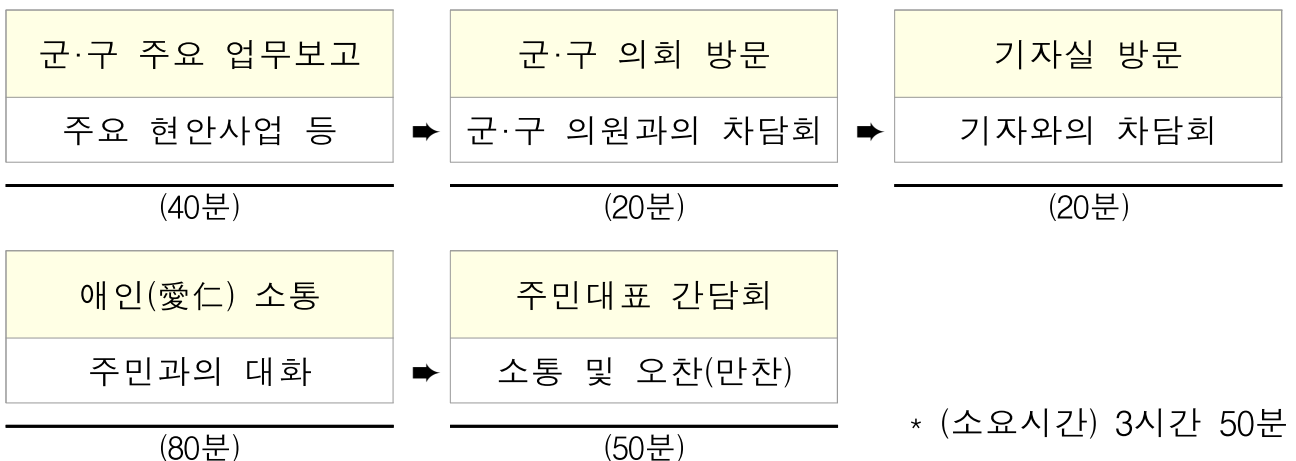 군·구 주요 업무보고
주요 현안사업 등
(40분)
군·구 의회 방문
군·구 의원과의 차담회
(20분)
기자실 방문
기자와의 차담회
(20분)
애인(愛仁) 소통
주민과의 대화
(80분)
주민대표 간담회
소통 및 오찬(만찬)
(50분)
* (소요시간) 3시간 50분